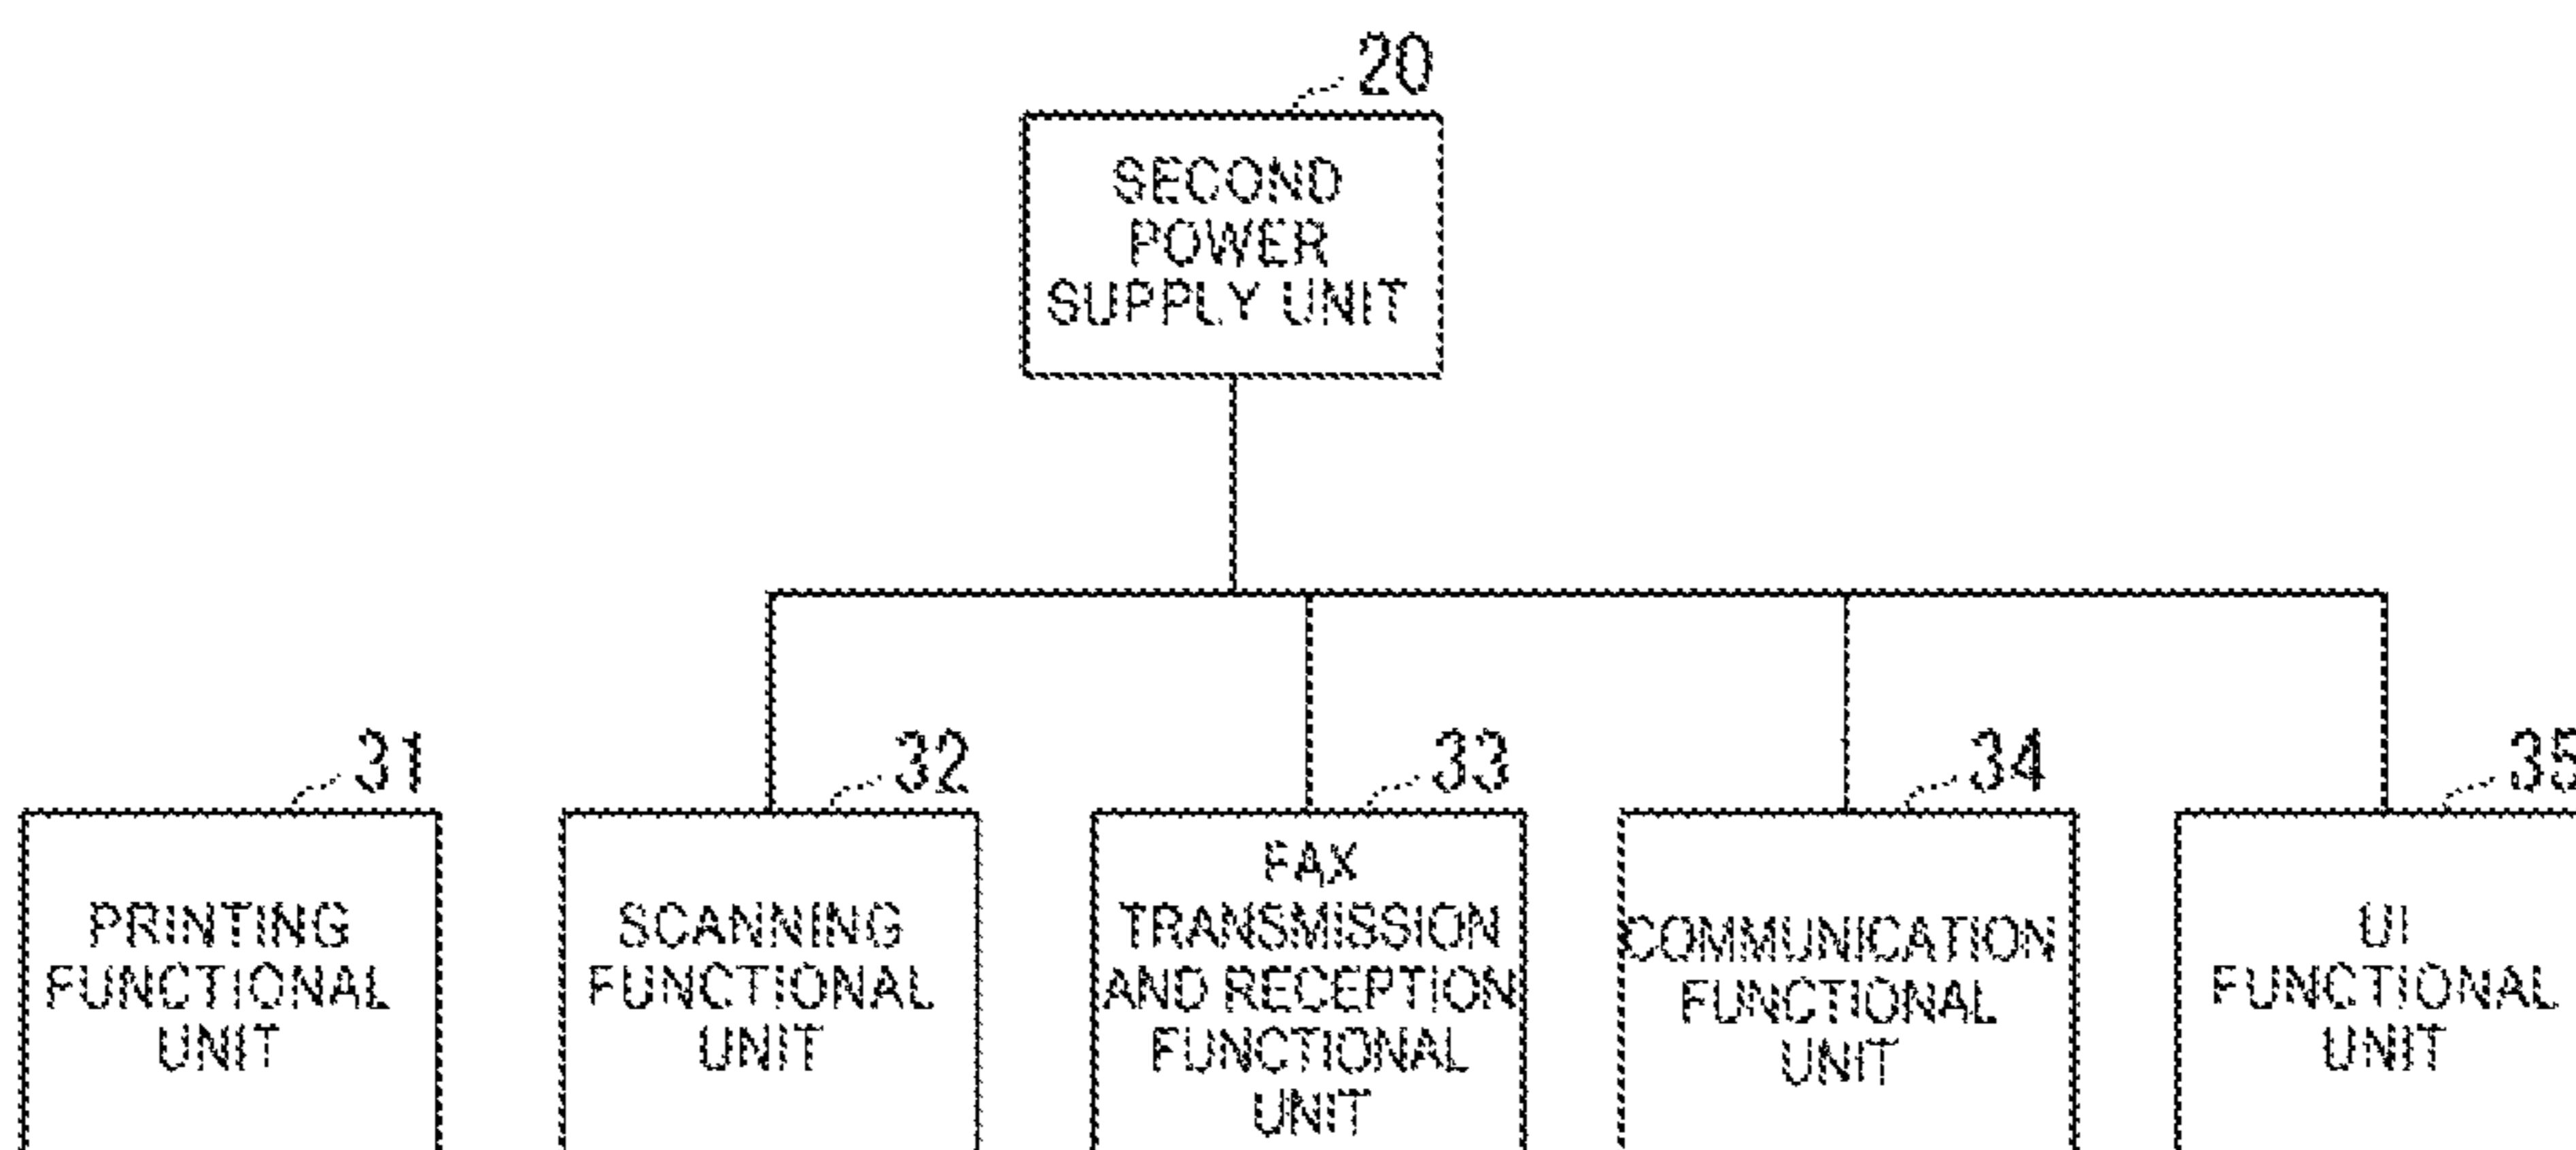 20
SECOND
POWER
SUPPLY UNIT
31
PRINTING
FUNCTIONAL
UNIT
32
SCANNING
FUNCTIONAL
UNIT
33
FAX
TRANSMISSION
AND RECEPTION
FUNCTIONAL
UNIT
34
COMMUNICATION
FUNCTIONAL
UNIT
35
UI
FUNCTIONAL
UNIT